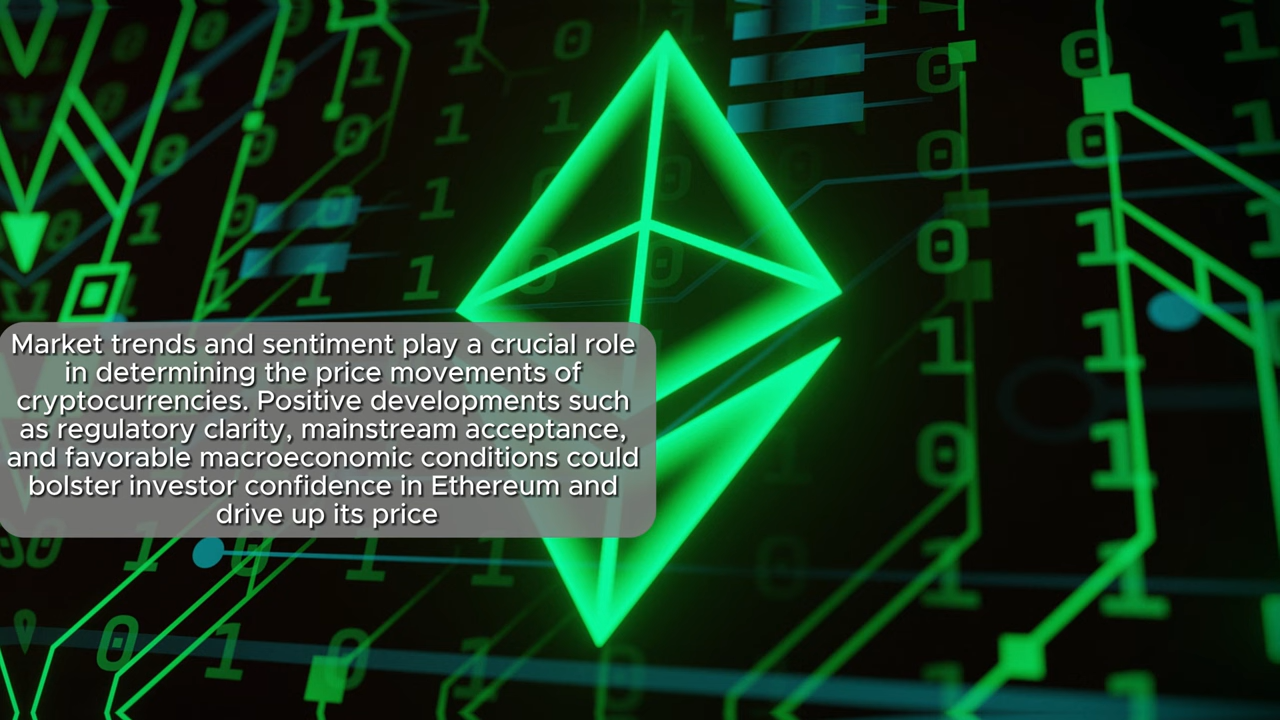 Market trends and sentiment play a crucial role
in determining the price movements of
cryptocurrencies. Positive developments such
as regulatory clarity, mainstream acceptance,
and favorable macroeconomic conditions could
bolster investor confidence in Ethereum and
drive up its price